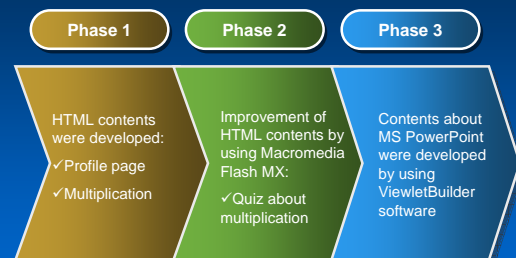 Phase 1
Phase 2
Phase 3
HTML contents
were developed:
✓Profile page
✓Multiplication
Improvement of
HTML contents by
using Macromedia
Flash MX:
✓Quiz about
multiplication
Contents about
MS PowerPoint
were developed
by using
ViewletBuilder
software